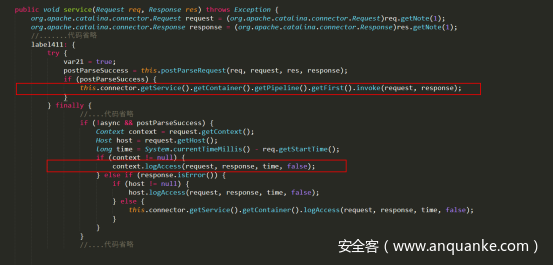 public void service(Request req, Response res) throws Exception {
org.apache.catalina.connector.Request request = (org.apache.catalina.connector.Request)req.getNote(1);
org.apache.catalina.connector.Response response = (org.apache.catalina.connector.Response)res.getNote(1);
//.......代码省略
label411: {
try {
var21 = true;
postParseSuccess = this.postParseRequest(req, request, res, response);
if (postParseSuccess) {
this.connector.getService().getContainer().getPipeline().getFirst().invoke(request, response);
}
} finally {
//....代码省略
if (!async && postParseSuccess) {
Context context = request.getContext();
Host host = request.getHost();
long time = System.currentTimeMillis() - req.getStartTime();
if (context != null) {
context.logAccess(request, response, time, false);
} else if (response.isError()) {
if (host != null) {
host.logAccess(request, response, time, false);
} else {
this.connector.getService().getContainer().logAccess(request, response, time, false);
}
}
}
//....代码省略
安全客（www.anquanke.com）